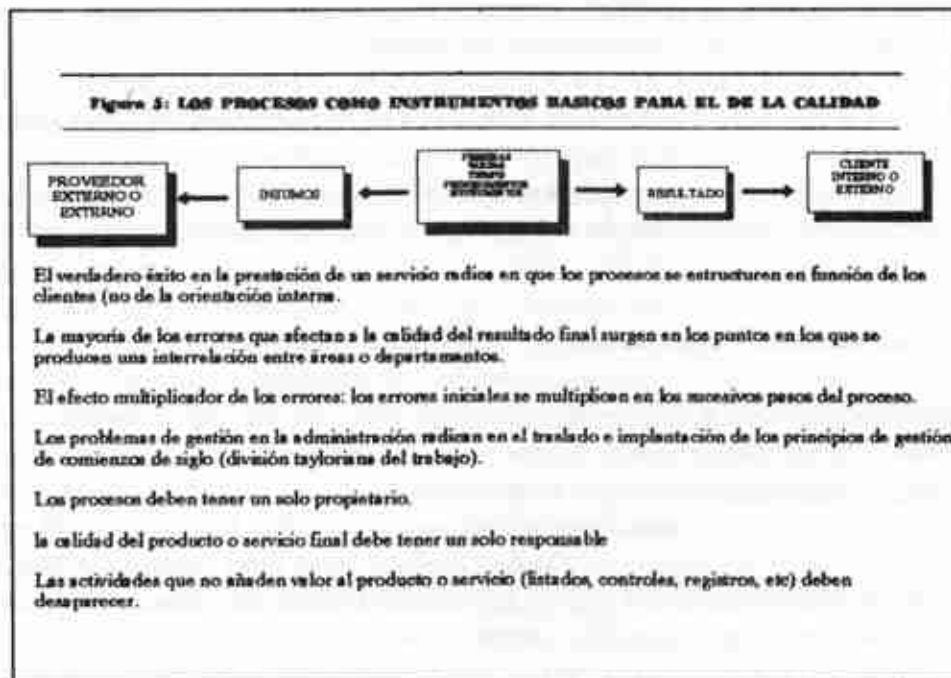 Figura 5: LOS PROCESOS COMO INSTRUMENTOS BASICOS PARA EL DE LA CALIDAD
PROVEEDOR
EXTERNO O
EXTERNO
INSUMOS
TIEMPO
RESULTADO
CLIENTE
INTERNO O
EXTERNO
El verdadero éxito en la prestación de un servicio radica en que los procesos se estructuren en función de los
clientes (no de la orientación interna.
La mayoría de los errores que afectan a la calidad del resultado final surgen en los puntos en los que se
producen una interrelación entre áreas o departamentos.
El efecto multiplicador de los errores: los errores iniciales se multiplican en los sucesivos pasos del proceso.
Los problemas de gestión en la administración radican en el traslado e implantación de los principios de gestión
de comienzos de siglo (división tayloriana del trabajo).
Los procesos deben tener un solo propietario.
la calidad del producto o servicio final debe tener un solo responsable
Las actividades que no añaden valor al producto o servicio (listados, controles, registros, etc) deben
desaparecer.